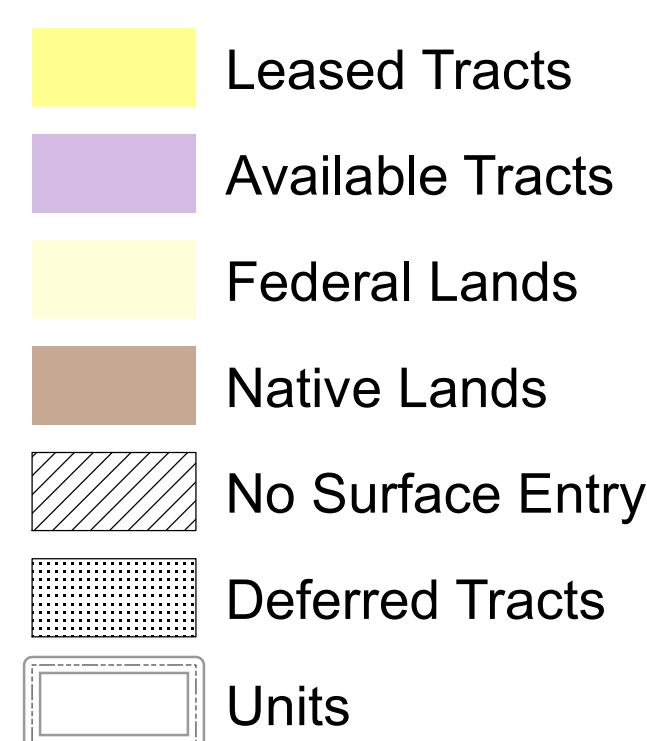 Leased Tracts
Available Tracts
Federal Lands
Native Lands
No Surface Entry
Deferred Tracts
Units